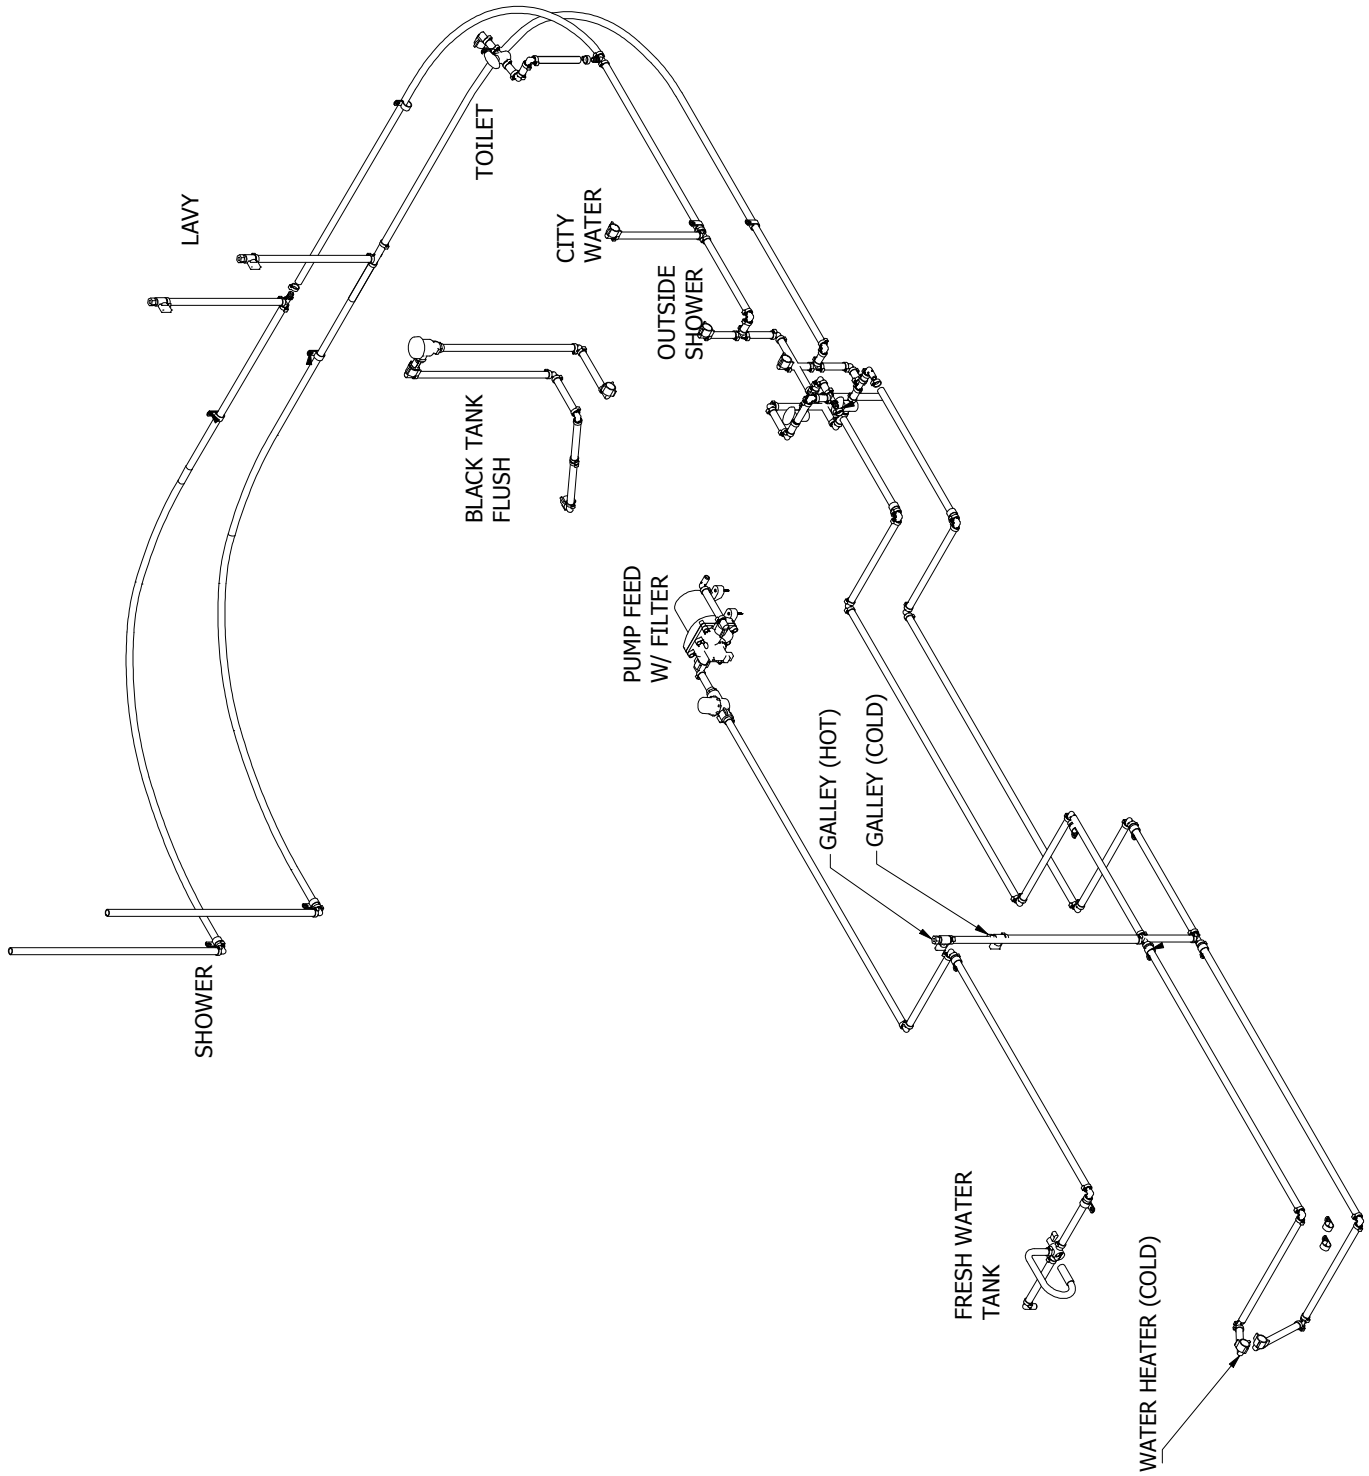 LAVY
TOILET
CITY
WATER
OUTSIDE
SHOWER
BLACK TANK
FLUSH
PUMP FEED
W/ FILTER
GALLEY (HOT)
GALLEY (COLD)
SHOWER
FRESH WATER
TANK
WATER HEATER (COLD)